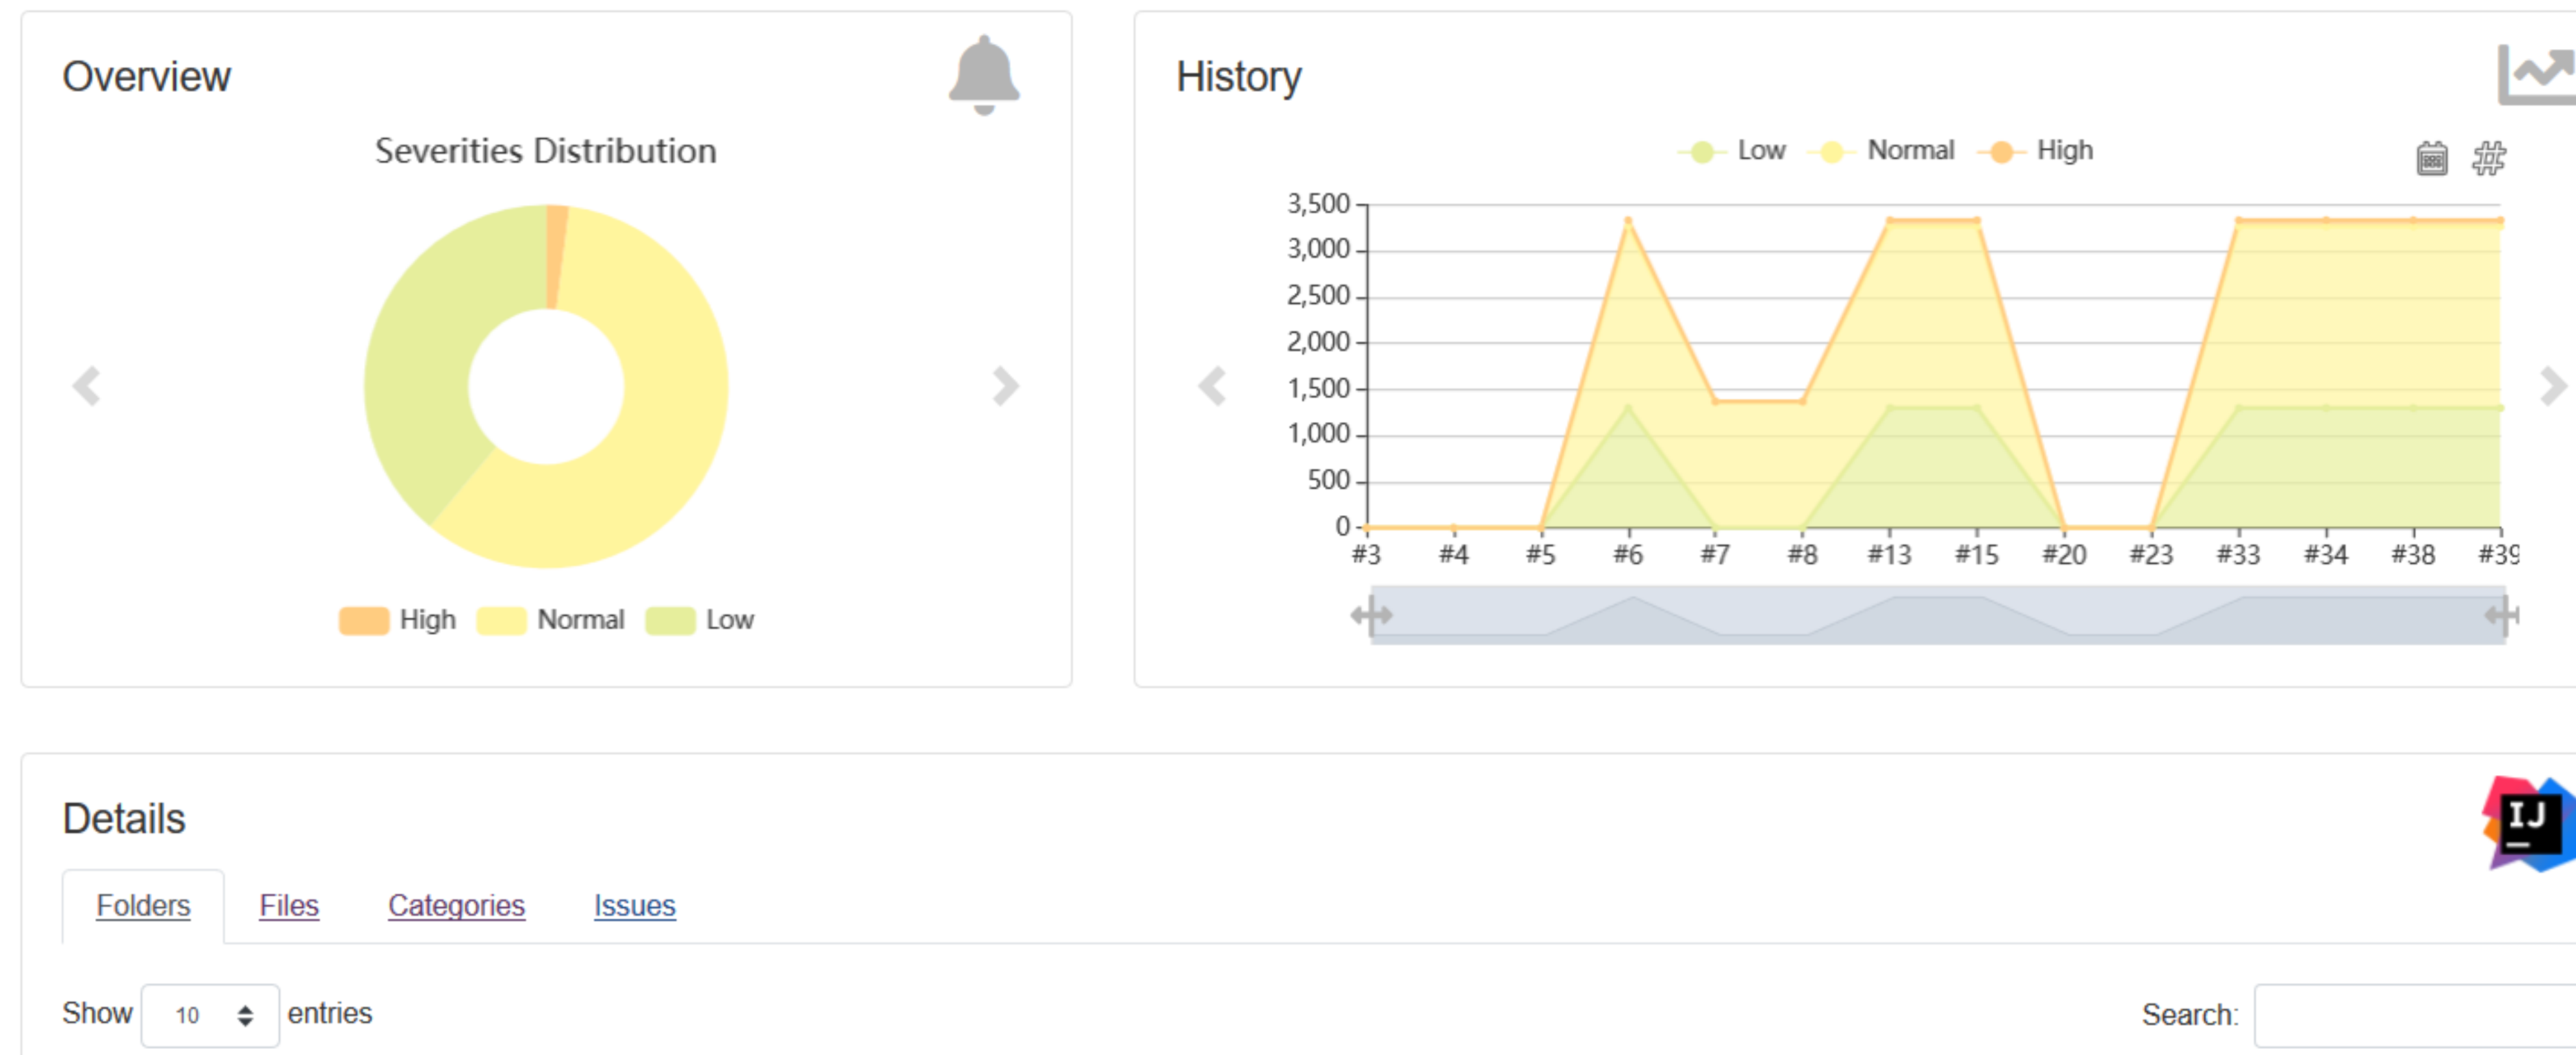 Overview
Severities Distribution
High Normal Low
History
Low Normal High
3,500
3,000
2,500
2,000
1,500
1,000
500
0
#3 #4 #5 #6 #7 #8 #13 #15 #20 #23 #33 #34 #38 #39
Details
IJ
Folders Files Categories Issues
Show 10 entries
Search: